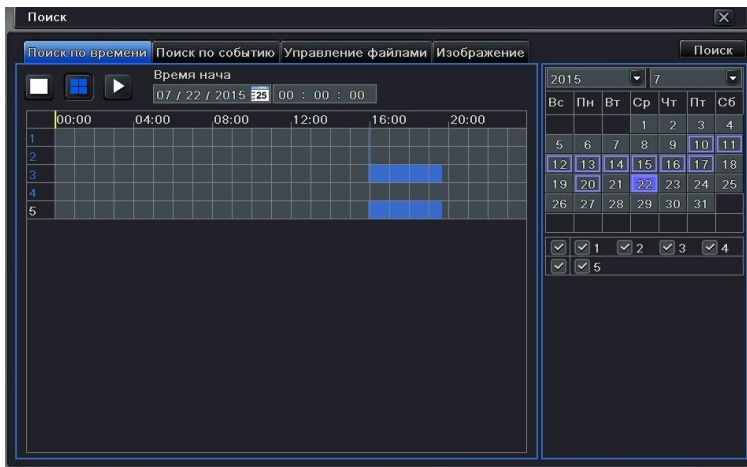 Поиск
Поиск по времени Поиск по событию Управление файлами Изображение Поиск
Время нача
07 / 22 / 2015 25 00 : 00 : 00
00:00 04:00 08:00 12:00 16:00 20:00
1
2
3
4
5
2015 7
Вс Пн Вт Ср Чт Пт Сб
1 2 3 4
5 6 7 8 9 10 11
12 13 14 15 16 17 18
19 20 21 22 23 24 25
26 27 28 29 30 31
1 2 3 4
5